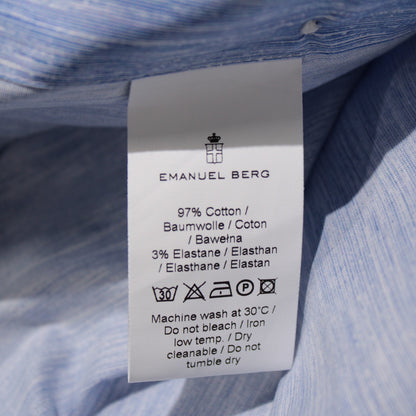 EMANUEL BERG
97% Cotton /
Baumwolle / Coton
/ Bawełna
3% Elastane / Elasthan
/ Elasthane / Elastan
30 P
Machine wash at 30°C /
Do not bleach / Iron
low temp. / Dry
cleanable / Do not
tumble dry